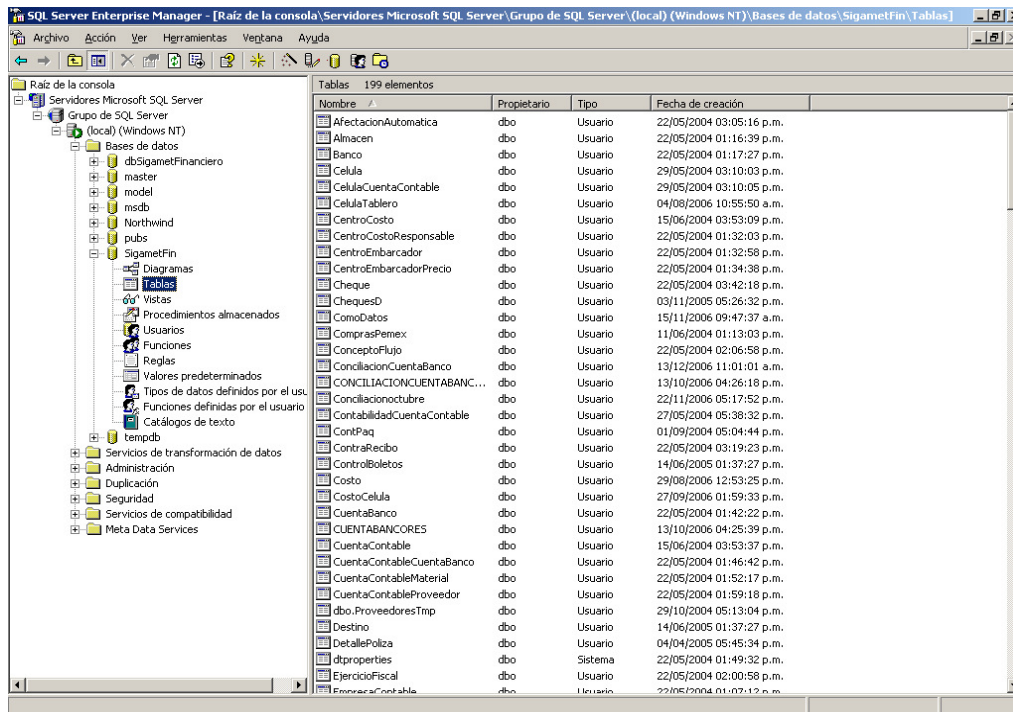 SQL Server Enterprise Manager - [Raíz de la consola\Servidores Microsoft SQL Server\Grupo de SQL Server\(local) (Windows NT)\Bases de datos\SigametFin\Tablas]
Archivo Acción Ver Herramientas Ventana Ayuda
Raíz de la consola
Servidores Microsoft SQL Server
Grupo de SQL Server
(local) (Windows NT)
Bases de datos
dbSigametFinanciero
master
model
msdb
Northwind
pubs
SigametFin
Diagramas
Tablas
Vistas
Procedimientos almacenados
Usuarios
Funciones
Reglas
Valores predeterminados
Tipos de datos definidos por el usu
Funciones definidas por el usuario
Catálogos de texto
tempdb
Servicios de transformación de datos
Administración
Duplicación
Seguridad
Servicios de compatibilidad
Meta Data Services
Tablas 199 elementos
Nombre Propietario Tipo Fecha de creación
AfectacionAutomatica dbo Usuario 22/05/2004 03:05:16 p.m.
Almacen dbo Usuario 22/05/2004 01:16:39 p.m.
Banco dbo Usuario 22/05/2004 01:17:27 p.m.
Celula dbo Usuario 29/05/2004 03:10:03 p.m.
CelulaCuentaContable dbo Usuario 29/05/2004 03:10:05 p.m.
CelulaTablero dbo Usuario 04/08/2006 10:55:50 a.m.
CentroCosto dbo Usuario 15/06/2004 03:53:09 p.m.
CentroCostoResponsable dbo Usuario 22/05/2004 01:32:03 p.m.
CentroEmbarcador dbo Usuario 22/05/2004 01:32:58 p.m.
CentroEmbarcadorPrecio dbo Usuario 22/05/2004 01:34:38 p.m.
Cheque dbo Usuario 22/05/2004 03:42:18 p.m.
ChequesD dbo Usuario 03/11/2005 05:26:32 p.m.
ComoDatos dbo Usuario 15/11/2006 09:47:37 a.m.
ComprasPemex dbo Usuario 11/06/2004 01:13:03 p.m.
ConceptoFlujo dbo Usuario 22/05/2004 02:06:58 p.m.
ConciliacionCuentaBanco dbo Usuario 13/12/2006 11:01:01 a.m.
CONCILIACIONCUENTABANC... dbo Usuario 13/10/2006 04:26:18 p.m.
Conciliacionoctubre dbo Usuario 22/11/2006 05:17:52 p.m.
ContabilidadCuentaContable dbo Usuario 27/05/2004 05:38:32 p.m.
ContPaq dbo Usuario 01/09/2004 05:04:44 p.m.
ContraRecibo dbo Usuario 22/05/2004 03:19:23 p.m.
ControlBoletos dbo Usuario 14/06/2005 01:37:27 p.m.
Costo dbo Usuario 29/08/2006 12:53:25 p.m.
CostoCelula dbo Usuario 27/09/2006 01:59:33 p.m.
CuentaBanco dbo Usuario 22/05/2004 01:42:22 p.m.
CUENTABANCORES dbo Usuario 13/10/2006 04:25:39 p.m.
CuentaContable dbo Usuario 15/06/2004 03:53:37 p.m.
CuentaContableCuentaBanco dbo Usuario 22/05/2004 01:46:42 p.m.
CuentaContableMaterial dbo Usuario 22/05/2004 01:52:17 p.m.
CuentaContableProveedor dbo Usuario 22/05/2004 01:59:18 p.m.
dbo.ProveedoresTmp dbo Usuario 29/10/2004 05:13:04 p.m.
Destino dbo Usuario 14/06/2005 01:37:27 p.m.
DetallePoliza dbo Usuario 04/04/2005 05:45:34 p.m.
dtproperties dbo Sistema 22/05/2004 01:49:32 p.m.
EjercicioFiscal dbo Usuario 22/05/2004 02:00:58 p.m.
EmpresaContable dbo Usuario 22/05/2004 01:07:12 p.m.